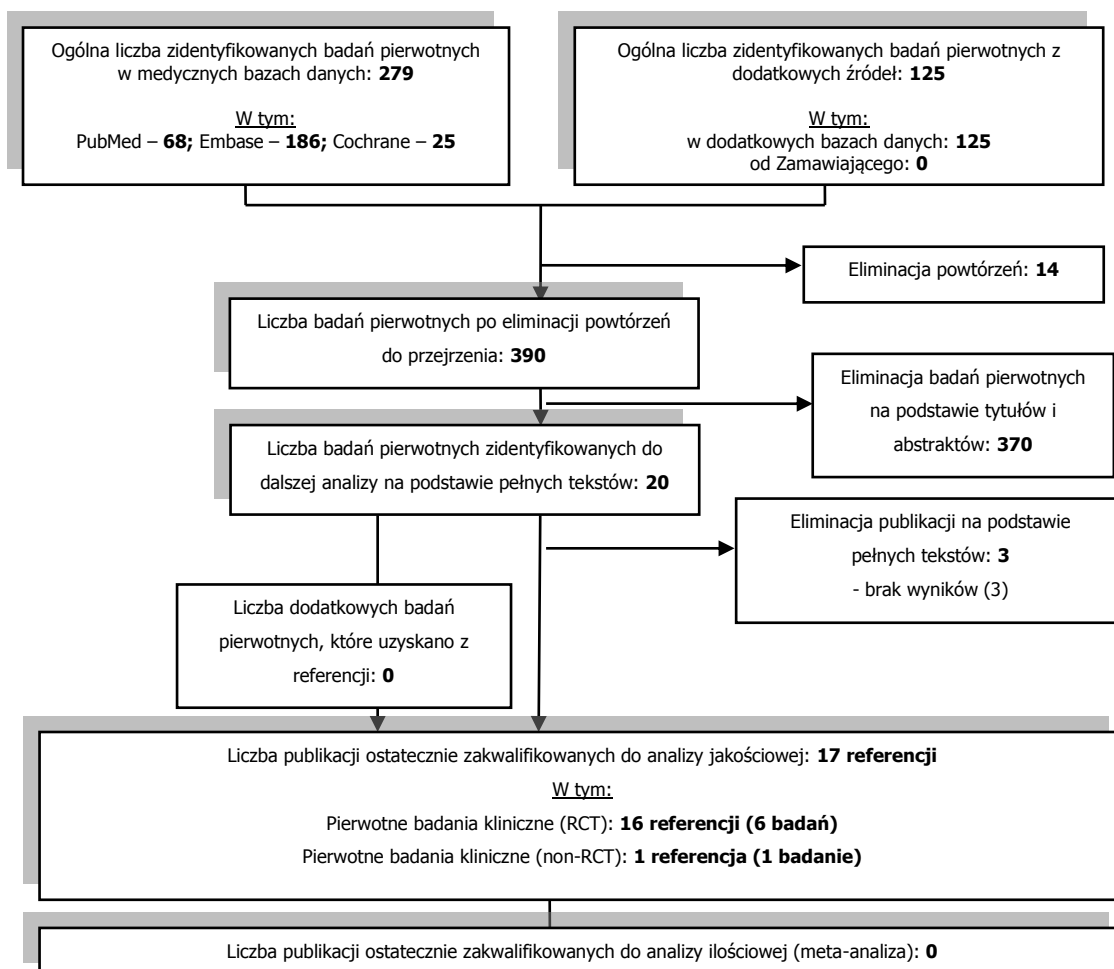 Ogólna liczba zidentyfikowanych badań pierwotnych
w medycznych bazach danych: 279
W tym:
PubMed – 68; Embase – 186; Cochrane – 25
Ogólna liczba zidentyfikowanych badań pierwotnych z
dodatkowych źródeł: 125
W tym:
w dodatkowych bazach danych: 125
od Zamawiającego: 0
Eliminacja powtórzeń: 14
Liczba badań pierwotnych po eliminacji powtórzeń
do przejrzenia: 390
Eliminacja badań pierwotnych
na podstawie tytułów i
abstraktów: 370
Liczba badań pierwotnych zidentyfikowanych do
dalszej analizy na podstawie pełnych tekstów: 20
Eliminacja publikacji na podstawie
pełnych tekstów: 3
- brak wyników (3)
Liczba dodatkowych badań
pierwotnych, które uzyskano z
referencji: 0
Liczba publikacji ostatecznie zakwalifikowanych do analizy jakościowej: 17 referencji
W tym:
Pierwotne badania kliniczne (RCT): 16 referencji (6 badań)
Pierwotne badania kliniczne (non-RCT): 1 referencja (1 badanie)
Liczba publikacji ostatecznie zakwalifikowanych do analizy ilościowej (meta-analiza): 0